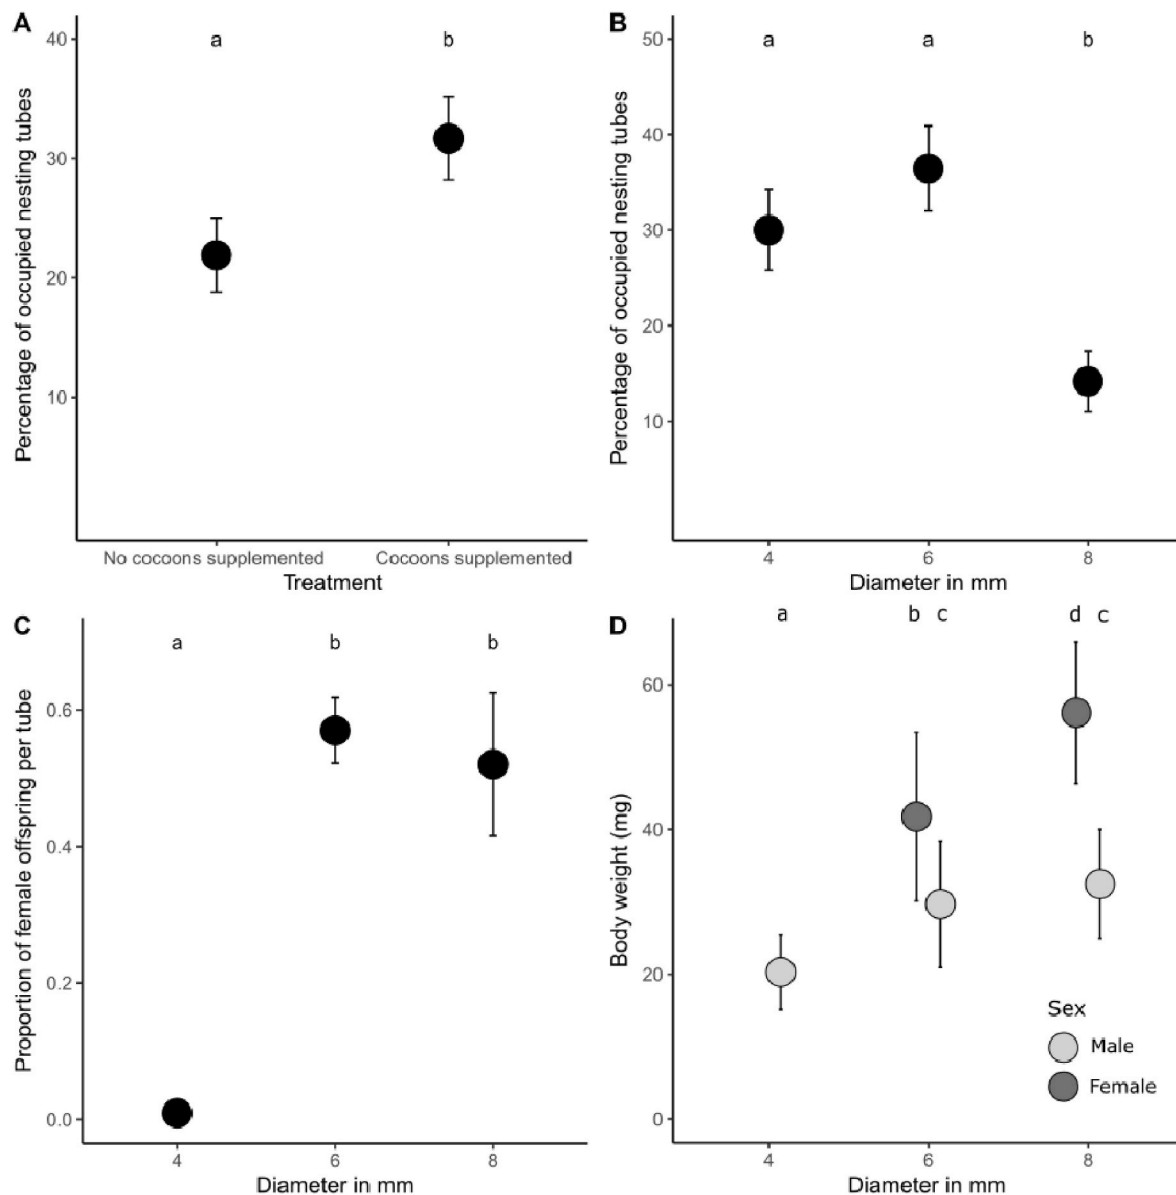 A
a
b
40
30
20
10
Percentage of occupied nesting tubes
No cocoons supplemented
Cocoons supplemented
Treatment
B
a
a
b
50
40
30
20
10
Percentage of occupied nesting tubes
4
6
8
Diameter in mm
C
a
b
b
0.6
0.4
0.2
0.0
Proportion of female offspring per tube
4
6
8
Diameter in mm
D
a
b
c
d
c
60
40
20
0
Body weight (mg)
Sex
Male
Female
4
6
8
Diameter in mm